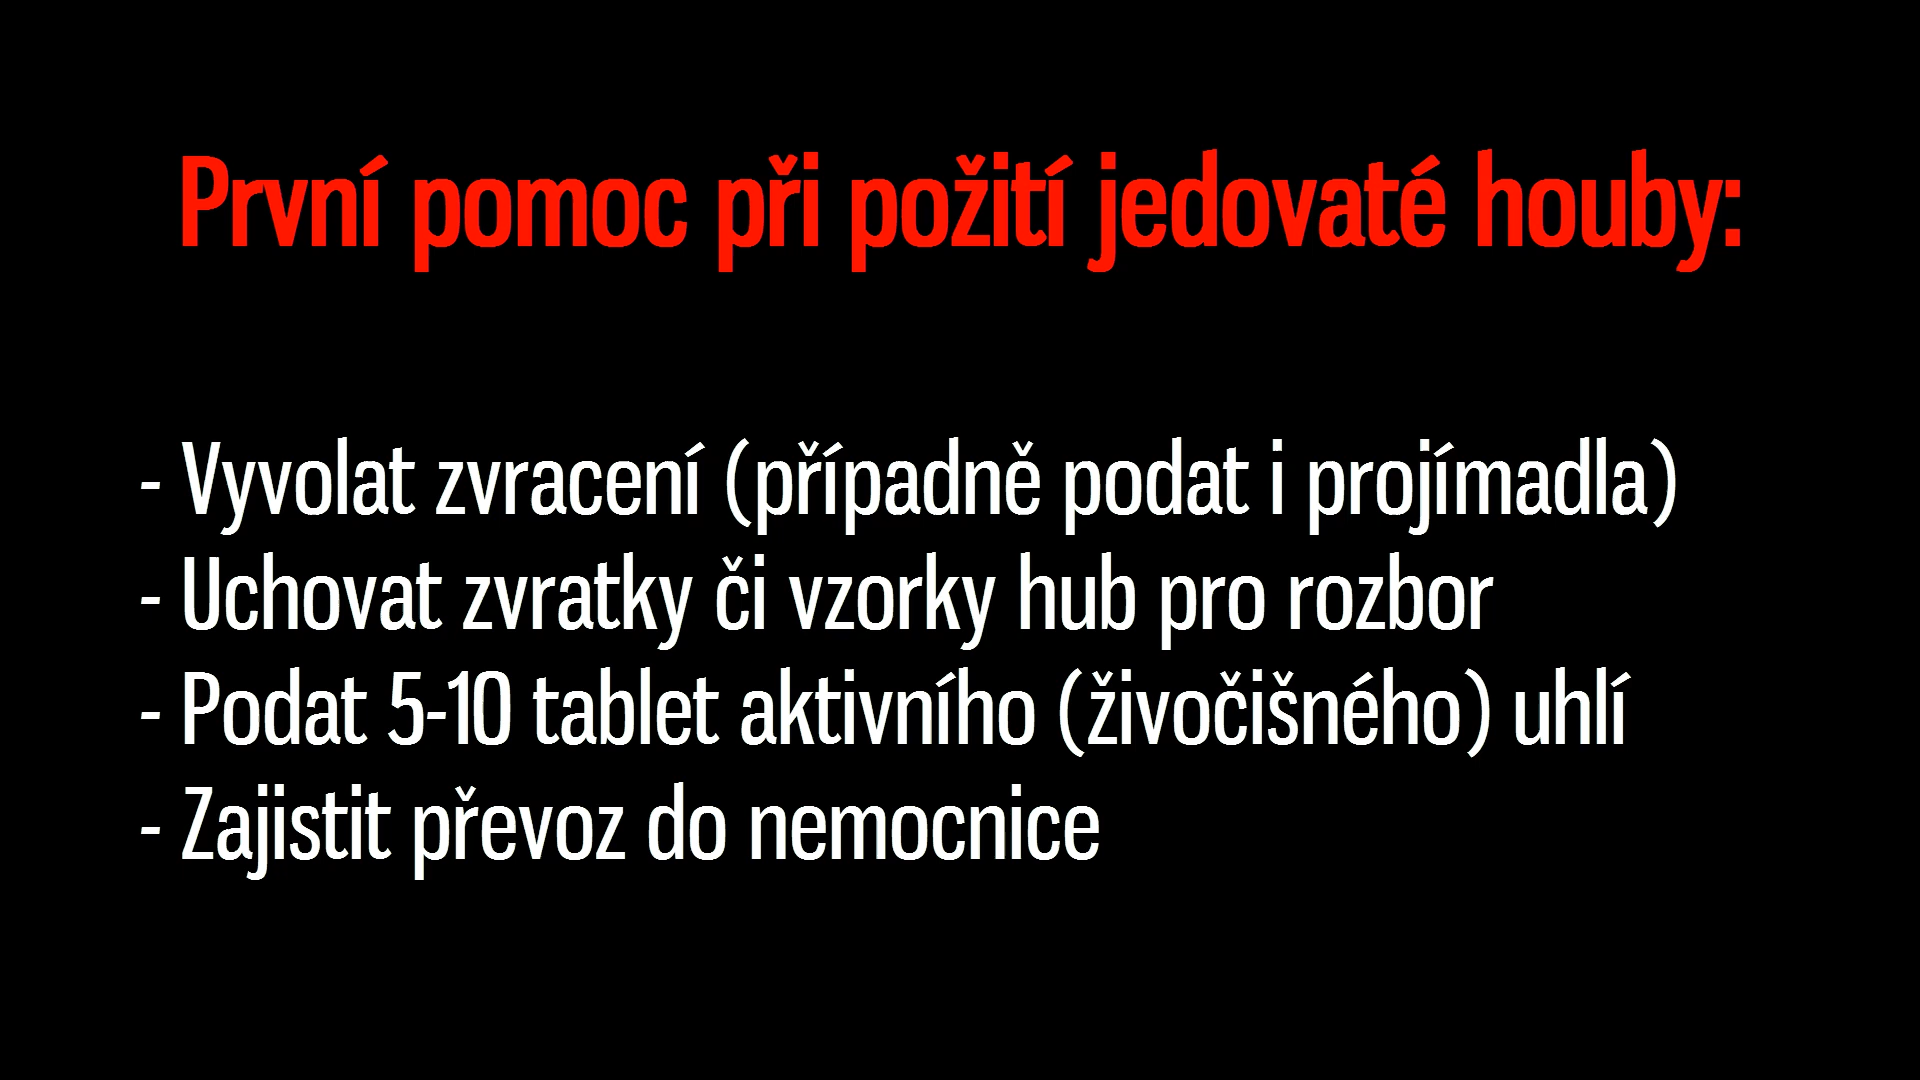 První pomoc při požití jedovaté houby:
- Vyvolat zvracení (případně podat i projímadla)
- Uchovat zvratky či vzorky hub pro rozbor
- Podat 5-10 tablet aktivního (živočišného) uhlí
- Zajistit převoz do nemocnice